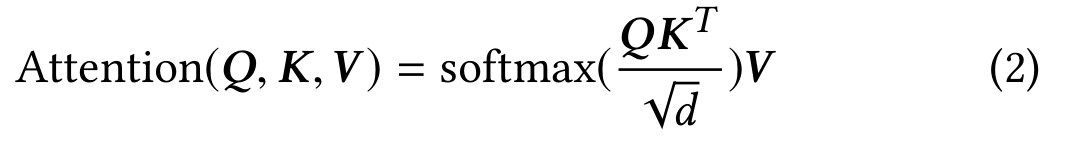 Attention(Q, K, V) = softmax(QK^T/√d)V (2)